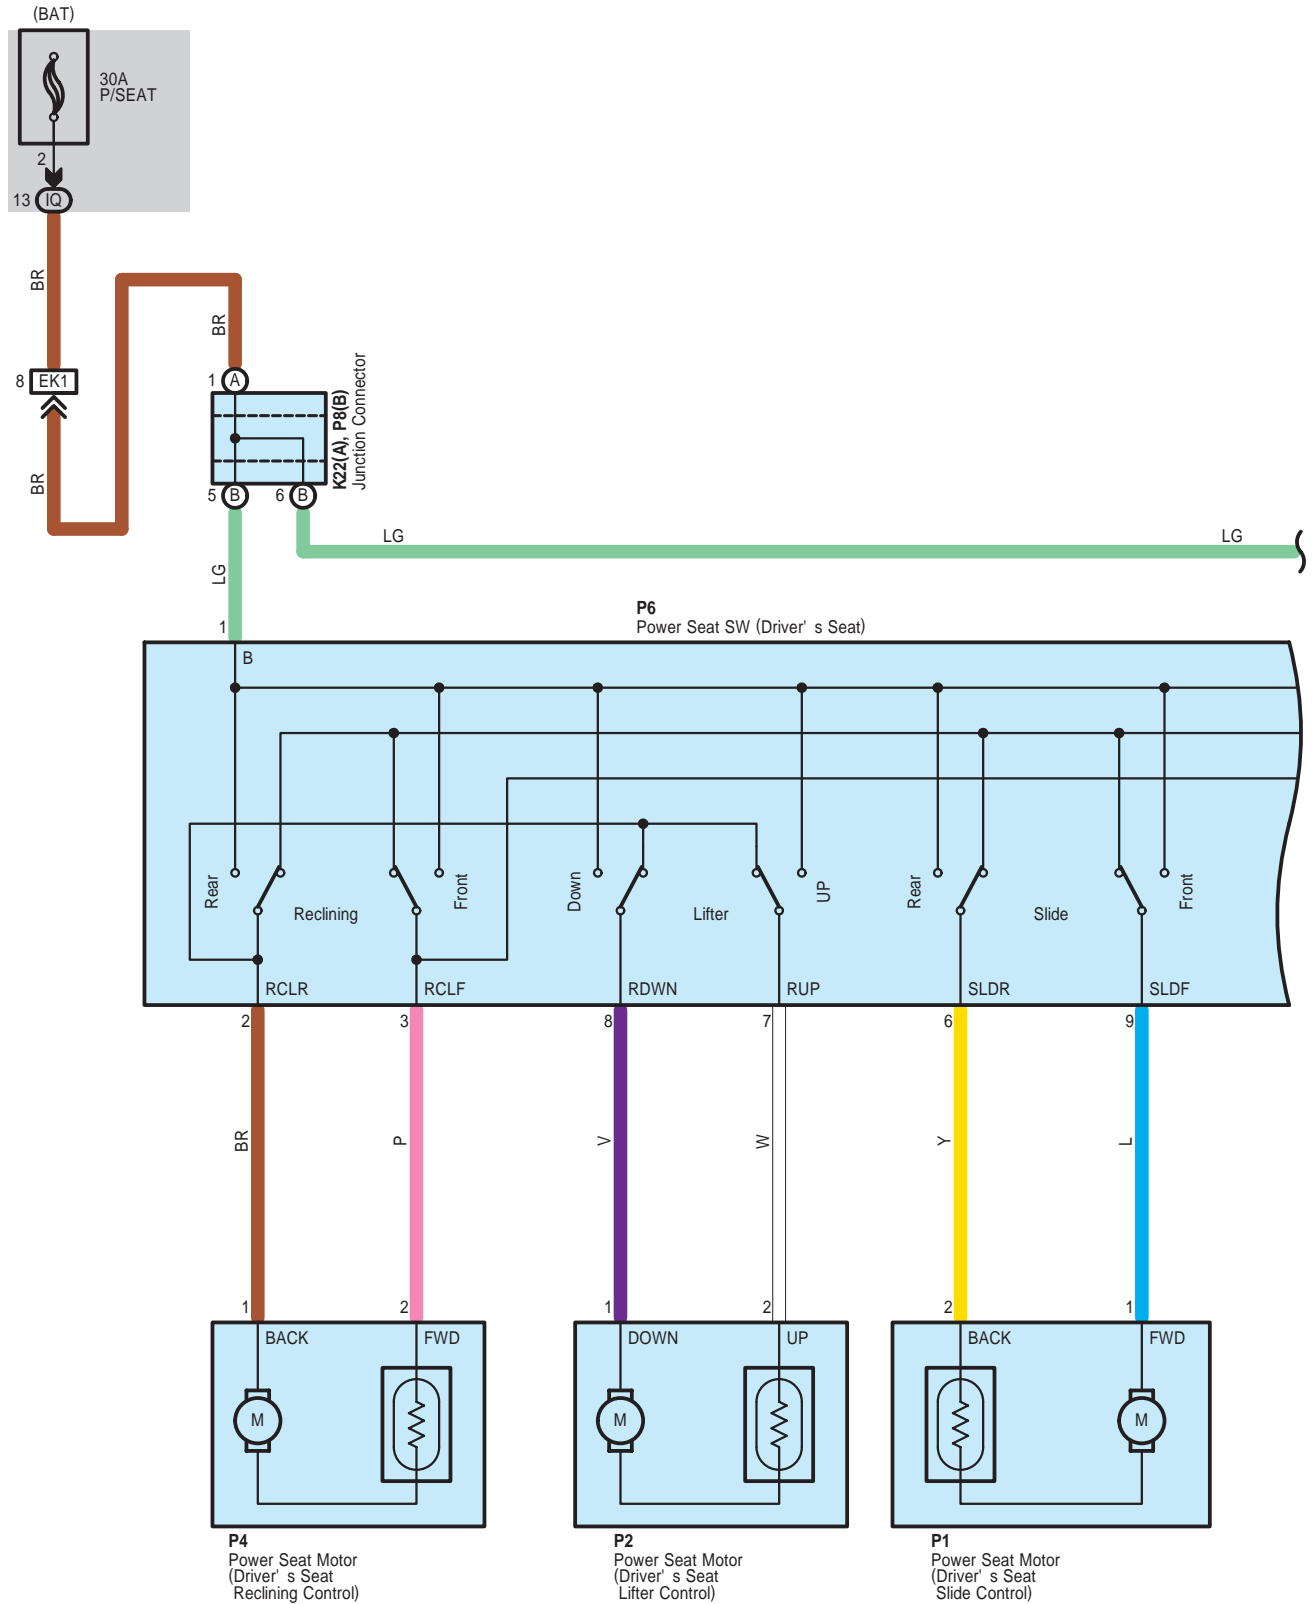 (BAT)
30A
P/SEAT
2
13 IQ
BR
BR
8 EK1
BR
1 A
K22(A), P8(B)
Junction Connector
5 B
6 B
LG
LG
LG
P6
Power Seat SW (Driver' s Seat)
1
B
Rear
Reclining
Front
Down
Lifter
UP
Rear
Slide
Front
RCLR
RCLF
RDWN
RUP
SLDR
SLDF
2
3
8
7
6
9
BR
P
V
W
Y
L
1
2
1
2
2
1
BACK
FWD
DOWN
UP
BACK
FWD
M
M
M
P4
Power Seat Motor
(Driver' s Seat
Reclining Control)
P2
Power Seat Motor
(Driver' s Seat
Lifter Control)
P1
Power Seat Motor
(Driver' s Seat
Slide Control)